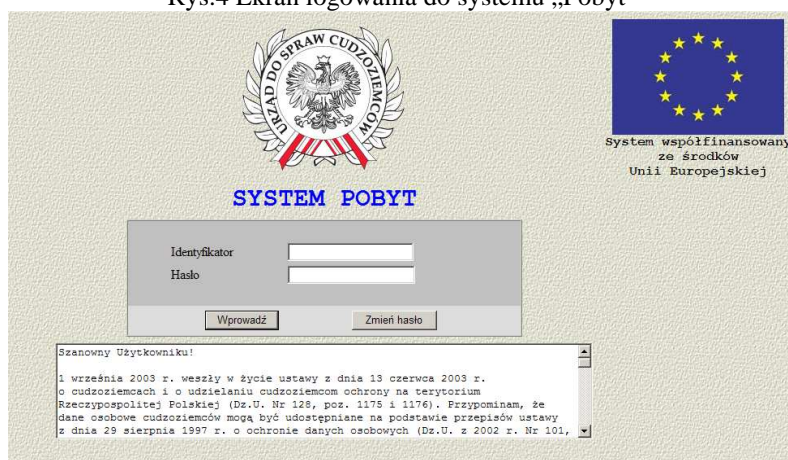 Rys.4 Ekran logowania do systemu „Pobyt”
URZĄD DO SPRAW CUDZOZIEMCÓW
System współfinansowany
ze środków
Unii Europejskiej
SYSTEM POBYT
Identyfikator
Hasło
Wprowadź Zmień hasło
Szanowny Użytkowniku!
1 września 2003 r. weszły w życie ustawy z dnia 13 czerwca 2003 r.
o cudzoziemcach i o udzielaniu cudzoziemcom ochrony na terytorium
Rzeczypospolitej Polskiej (Dz.U. Nr 128, poz. 1175 i 1176). Przypominam, że
dane osobowe cudzoziemców mogą być udostępniane na podstawie przepisów ustawy
z dnia 29 sierpnia 1997 r. o ochronie danych osobowych (Dz.U. z 2002 r. Nr 101,